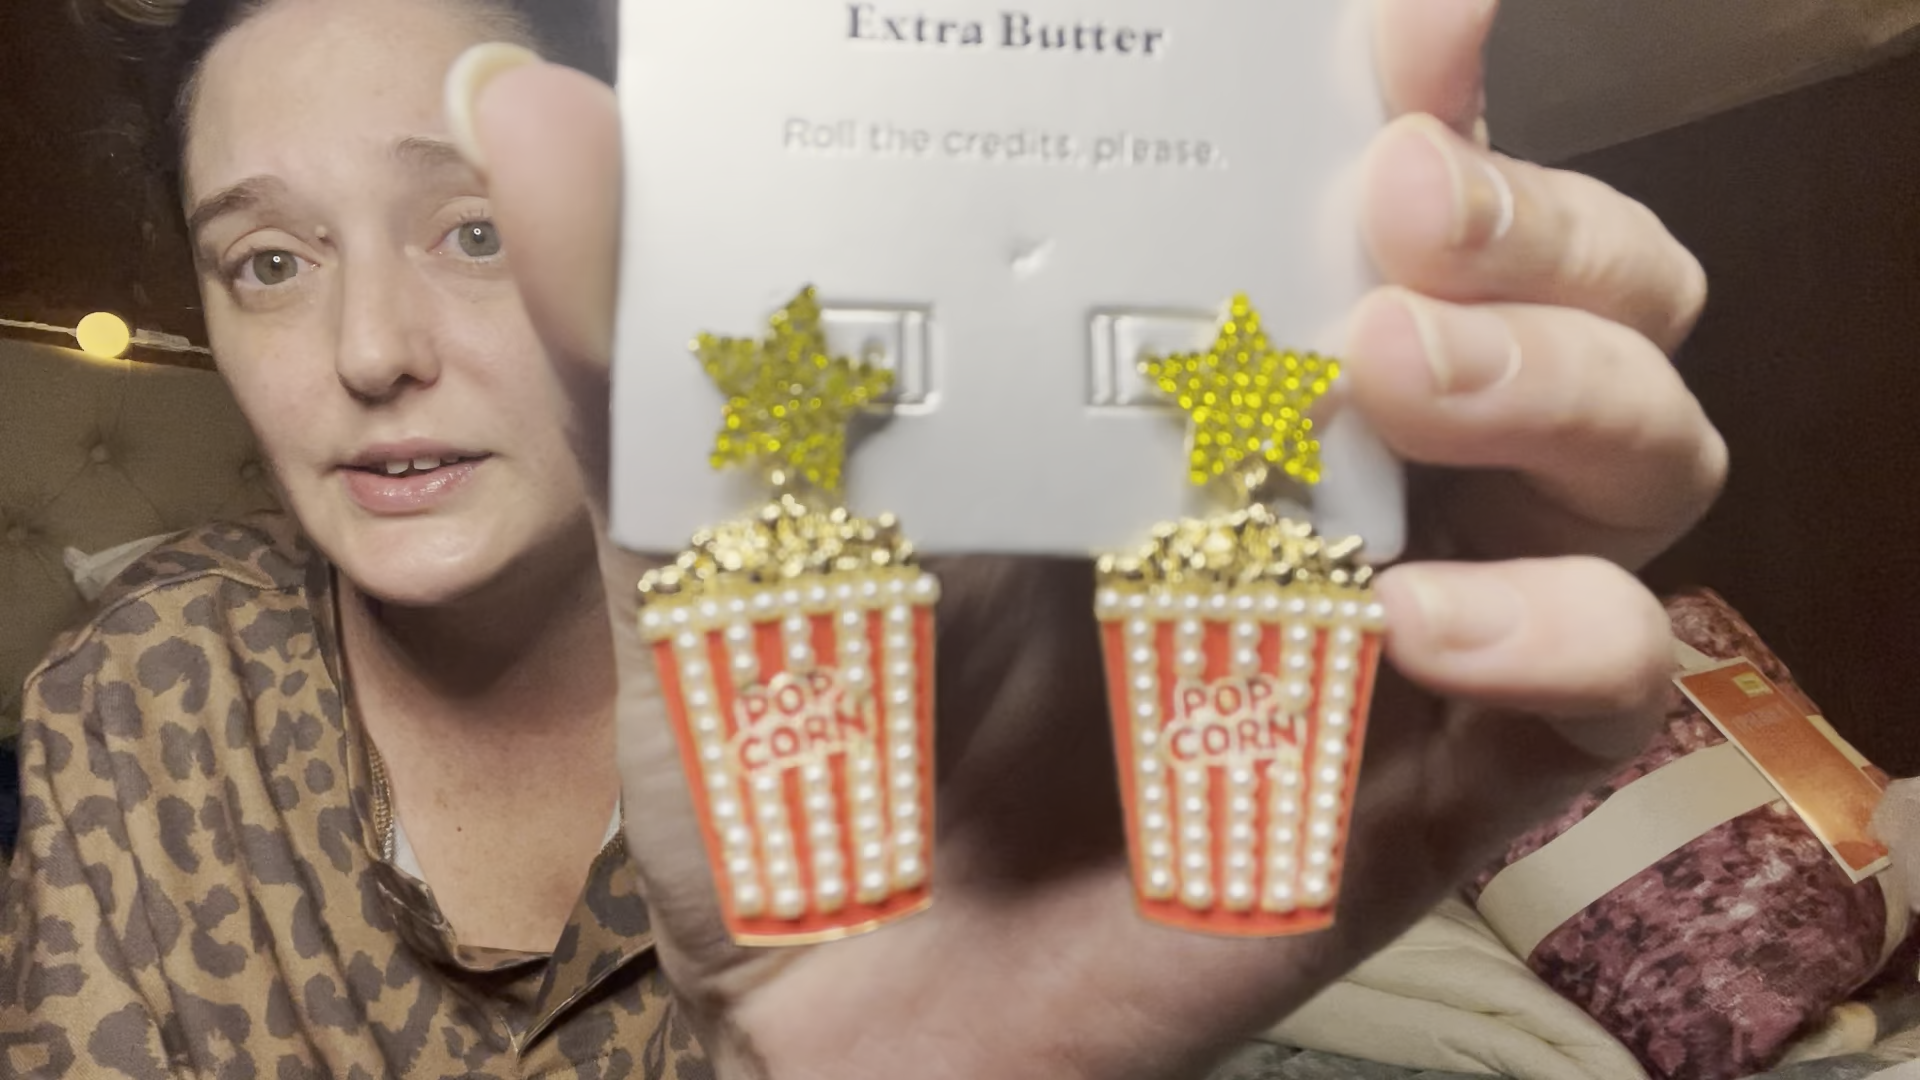 Extra Butter
Roll the credits, please.
POP
CORN
POP
CORN